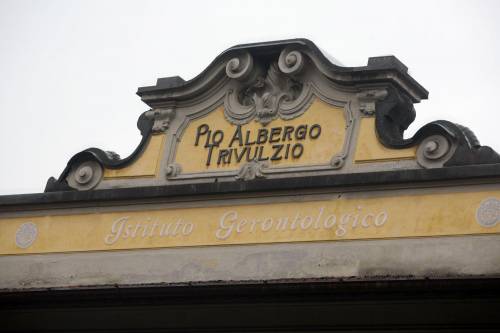 Pio Albergo
Trivulzio
Istituto Gerontologico